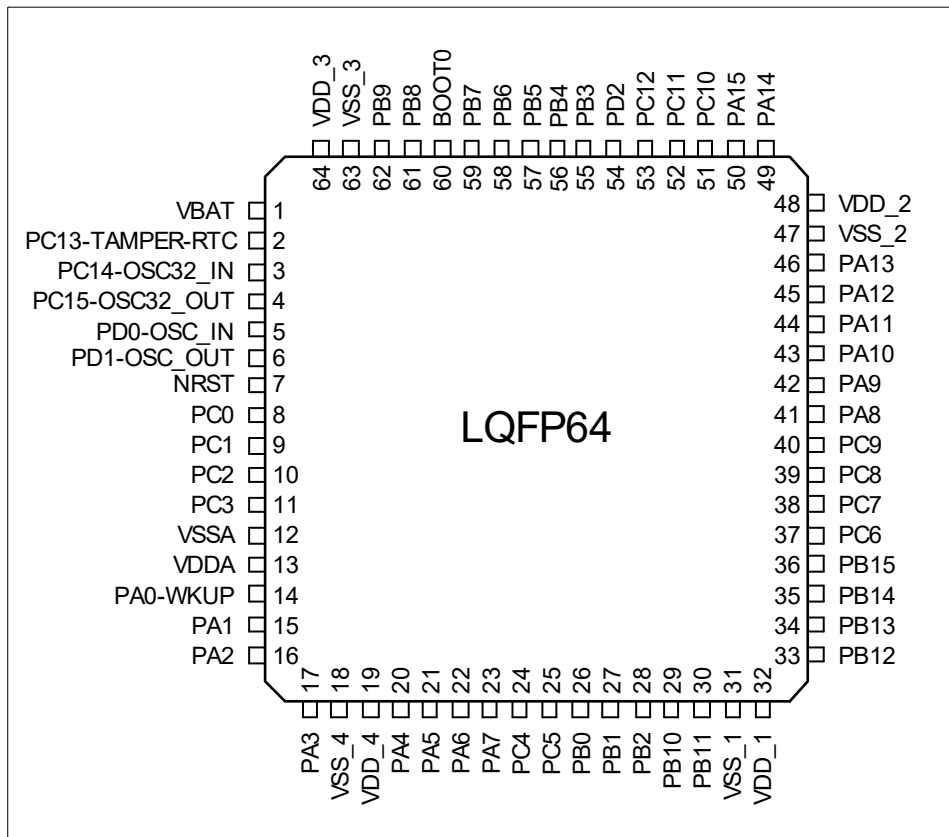 VDD_3
VSS_3
PB9
PB8
BOOT0
PB7
PB6
PB5
PB4
PB3
PD2
PC12
PC11
PC10
PA15
PA14
64
63
62
61
60
59
58
57
56
55
54
53
52
51
50
49
VBAT 1
PC13-TAMPER-RTC 2
PC14-OSC32_IN 3
PC15-OSC32_OUT 4
PD0-OSC_IN 5
PD1-OSC_OUT 6
NRST 7
PC0 8
PC1 9
PC2 10
PC3 11
VSSA 12
VDDA 13
PA0-WKUP 14
PA1 15
PA2 16
LQFP64
48 VDD_2
47 VSS_2
46 PA13
45 PA12
44 PA11
43 PA10
42 PA9
41 PA8
40 PC9
39 PC8
38 PC7
37 PC6
36 PB15
35 PB14
34 PB13
33 PB12
17
18
19
20
21
22
23
24
25
26
27
28
29
30
31
32
PA3
VSS_4
VDD_4
PA4
PA5
PA6
PA7
PC4
PC5
PB0
PB1
PB2
PB10
PB11
VSS_1
VDD_1